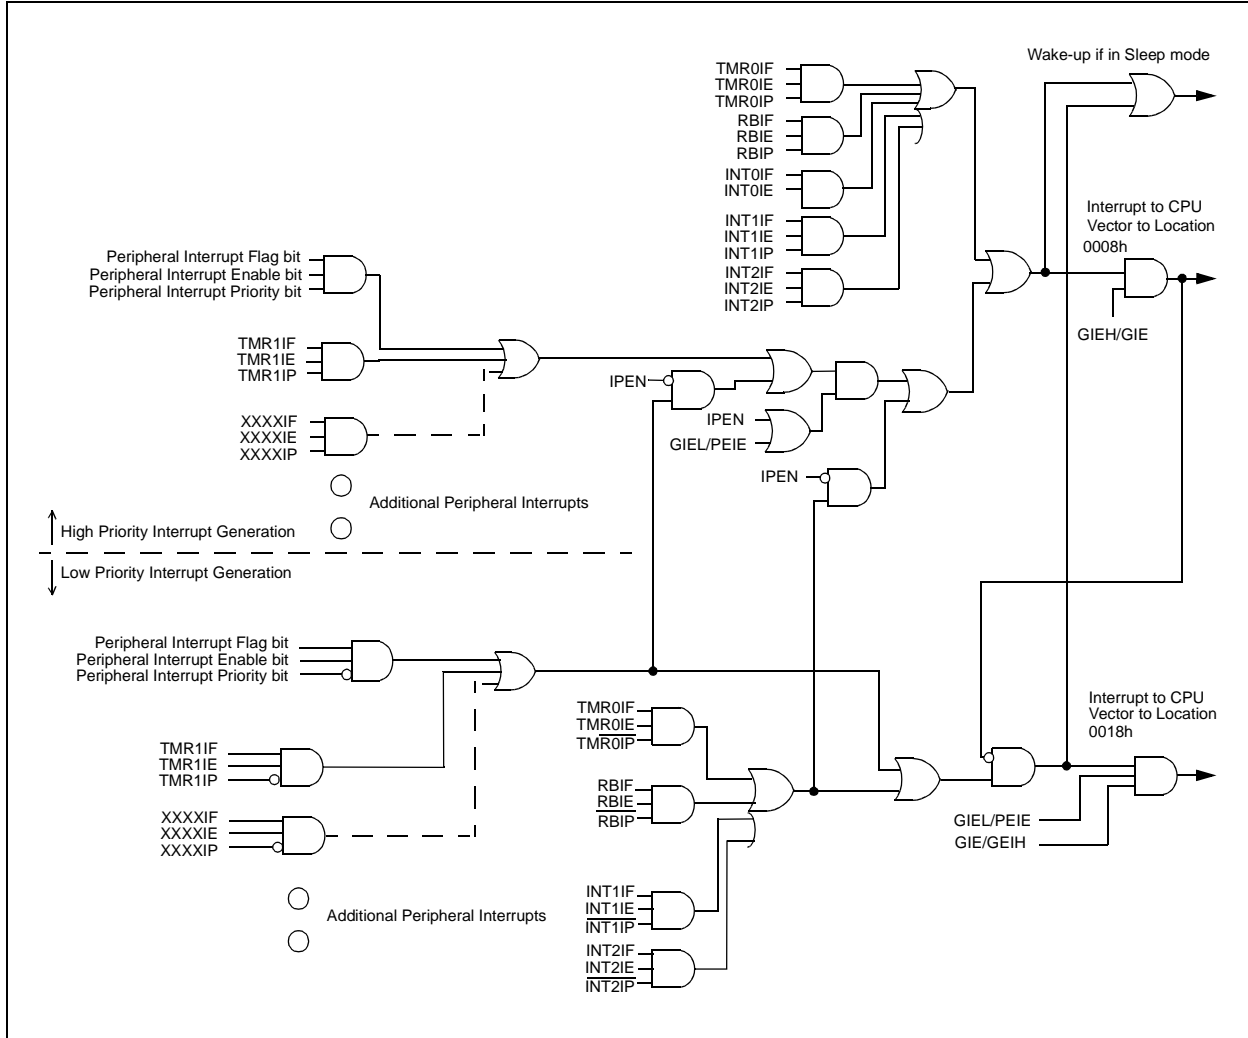 Wake-up if in Sleep mode
TMR0IF
TMR0IE
TMR0IP
RBIF
RBIE
RBIP
INT0IF
INT0IE
INT1IF
INT1IE
INT1IP
INT2IF
INT2IE
INT2IP
Interrupt to CPU
Vector to Location
0008h
GIEH/GIE
Peripheral Interrupt Flag bit
Peripheral Interrupt Enable bit
Peripheral Interrupt Priority bit
TMR1IF
TMR1IE
TMR1IP
XXXXIF
XXXXIE
XXXXIP
IPEN
IPEN
GIEL/PEIE
IPEN
Additional Peripheral Interrupts
High Priority Interrupt Generation
Low Priority Interrupt Generation
Peripheral Interrupt Flag bit
Peripheral Interrupt Enable bit
Peripheral Interrupt Priority bit
TMR1IF
TMR1IE
TMR1IP
XXXXIF
XXXXIE
XXXXIP
Additional Peripheral Interrupts
TMR0IF
TMR0IE
TMR0IP
RBIF
RBIE
RBIP
INT1IF
INT1IE
INT1IP
INT2IF
INT2IE
INT2IP
Interrupt to CPU
Vector to Location
0018h
GIEL/PEIE
GIE/GEIH